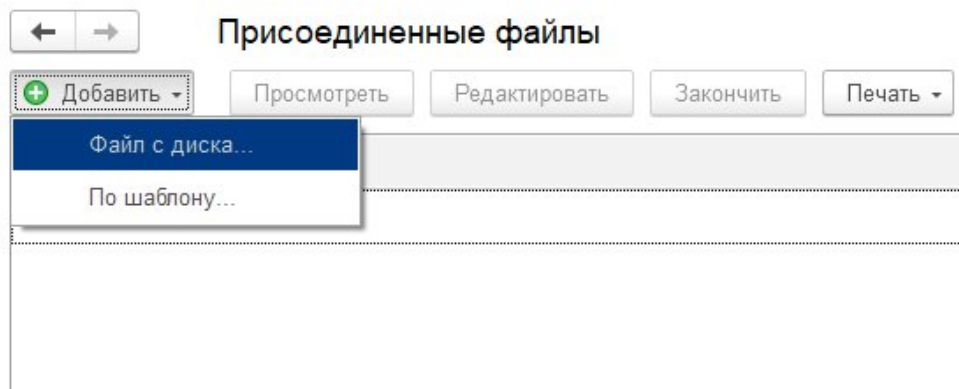 Присоединенные файлы
Добавить Просмотреть Редактировать Закончить Печать
Файл с диска...
По шаблону...